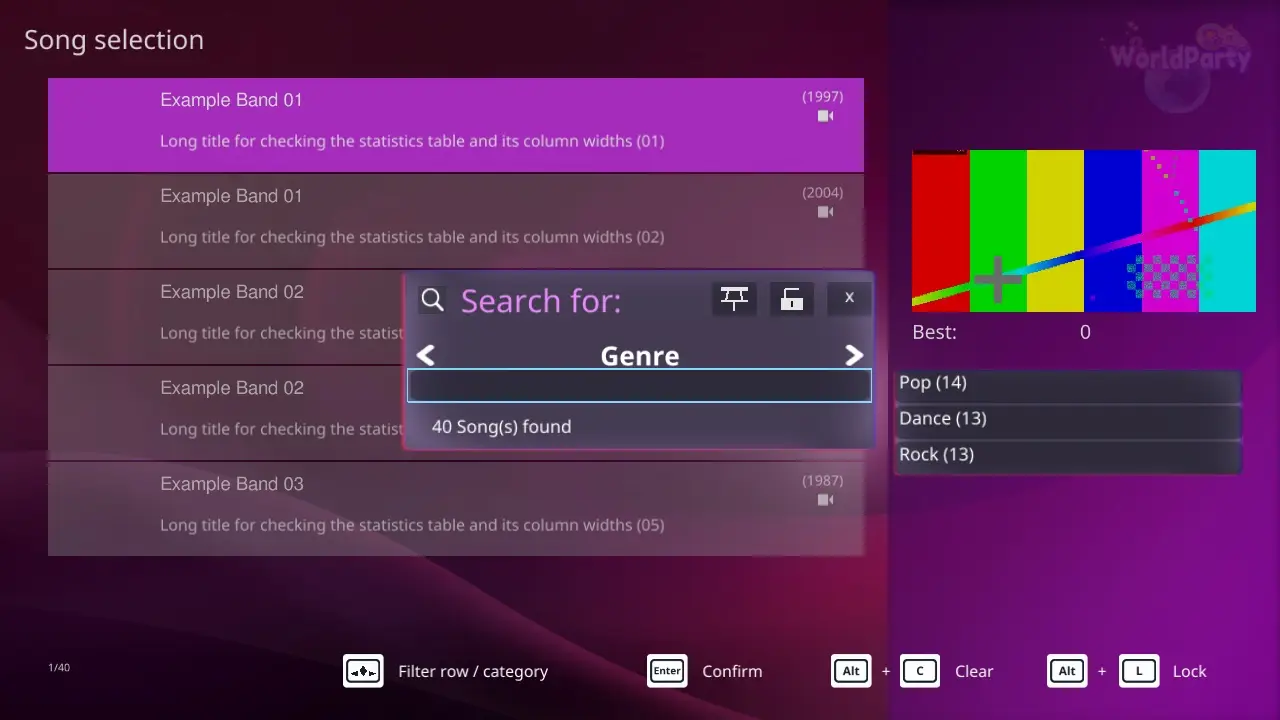 Song selection
WorldParty
Example Band 01
(1997)
Long title for checking the statistics table and its column widths (01)
Example Band 01
(2004)
Long title for checking the statistics table and its column widths (02)
Example Band 02
Long title for checking the statist
Example Band 02
Long title for checking the statist
Example Band 03
(1987)
Long title for checking the statistics table and its column widths (05)
Search for:
x
Genre
40 Song(s) found
Best: 0
Pop (14)
Dance (13)
Rock (13)
1/40
Filter row / category
Enter Confirm
Alt + C Clear
Alt + L Lock